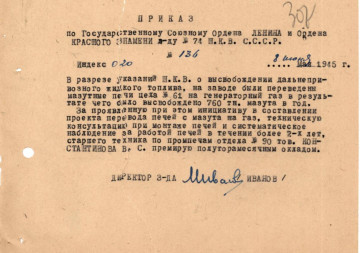 308
ПРИКАЗ
по Государственному Союзному Ордена ЛЕНИНА и Ордена
КРАСНОГО ЗНАМЕНИ з-ду № 74 Н.К.В. С.С.С.Р.
№ 136
Индекс 020 8 1945 г.
В разрезе указаний Н.К.В. о высвобождении дальнепри-
возного жидкого топлива, на заводе были переведены
мазутные печи цеха № 61 на генераторный газ в резуль-
тате чего было высвобождено 760 тн. мазута в год.
За проявленную при этом инициативу в составлении
проекта перевода печей с мазута на газ, техническую
консультацию при монтаже печей и систематическое
наблюдение за работой печей в течении более 2-х лет,
старшего техника по промпечам отдела № 90 тов. КОН-
СТАНТИНОВА В. С. премирую полуторамесячным окладом.
ДИРЕКТОР З-ДА ИВАНОВ